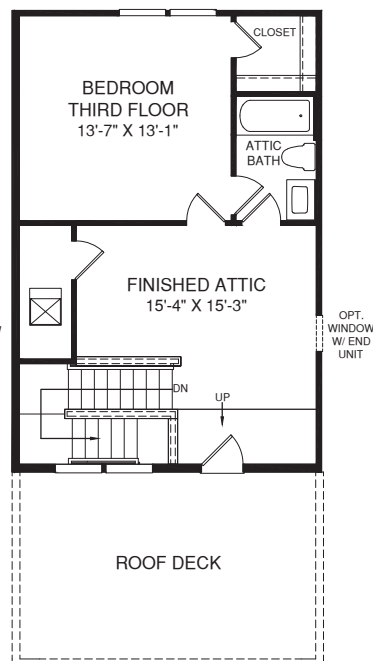 CLOSET
BEDROOM
THIRD FLOOR
13'-7" X 13'-1"
ATTIC
BATH
FINISHED ATTIC
15'-4" X 15'-3"
OPT.
WINDOW
W/ END
UNIT
DN
UP
ROOF DECK